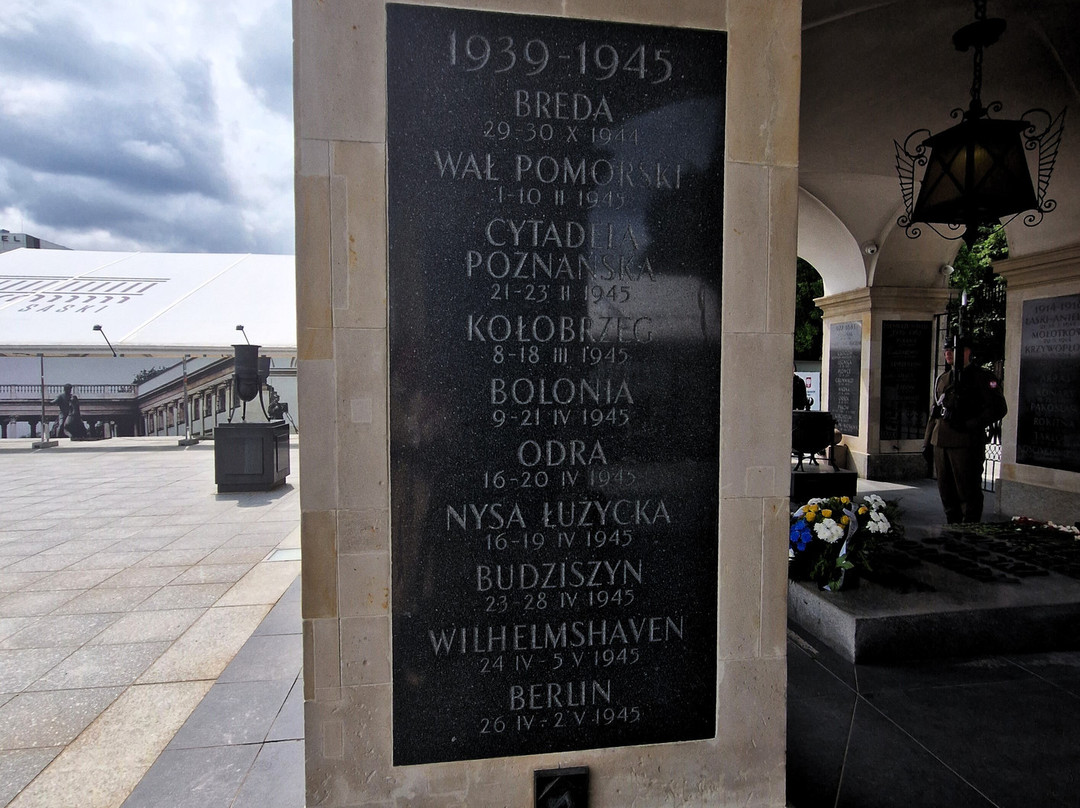 1939-1945
BREDA
29-30 X 1944
WAŁ POMORSKI
1-10 II 1945
CYTADELA
POZNAŃSKA
21-23 II 1945
KOŁOBRZEG
8-18 III 1945
BOLONIA
9-21 IV 1945
ODRA
16-20 IV 1945
NYSA ŁUŻYCKA
16-19 IV 1945
BUDZISZYN
23-28 IV 1945
WILHELMSHAVEN
24 IV-5 V 1945
BERLIN
26 IV-2 V 1945
SASKI